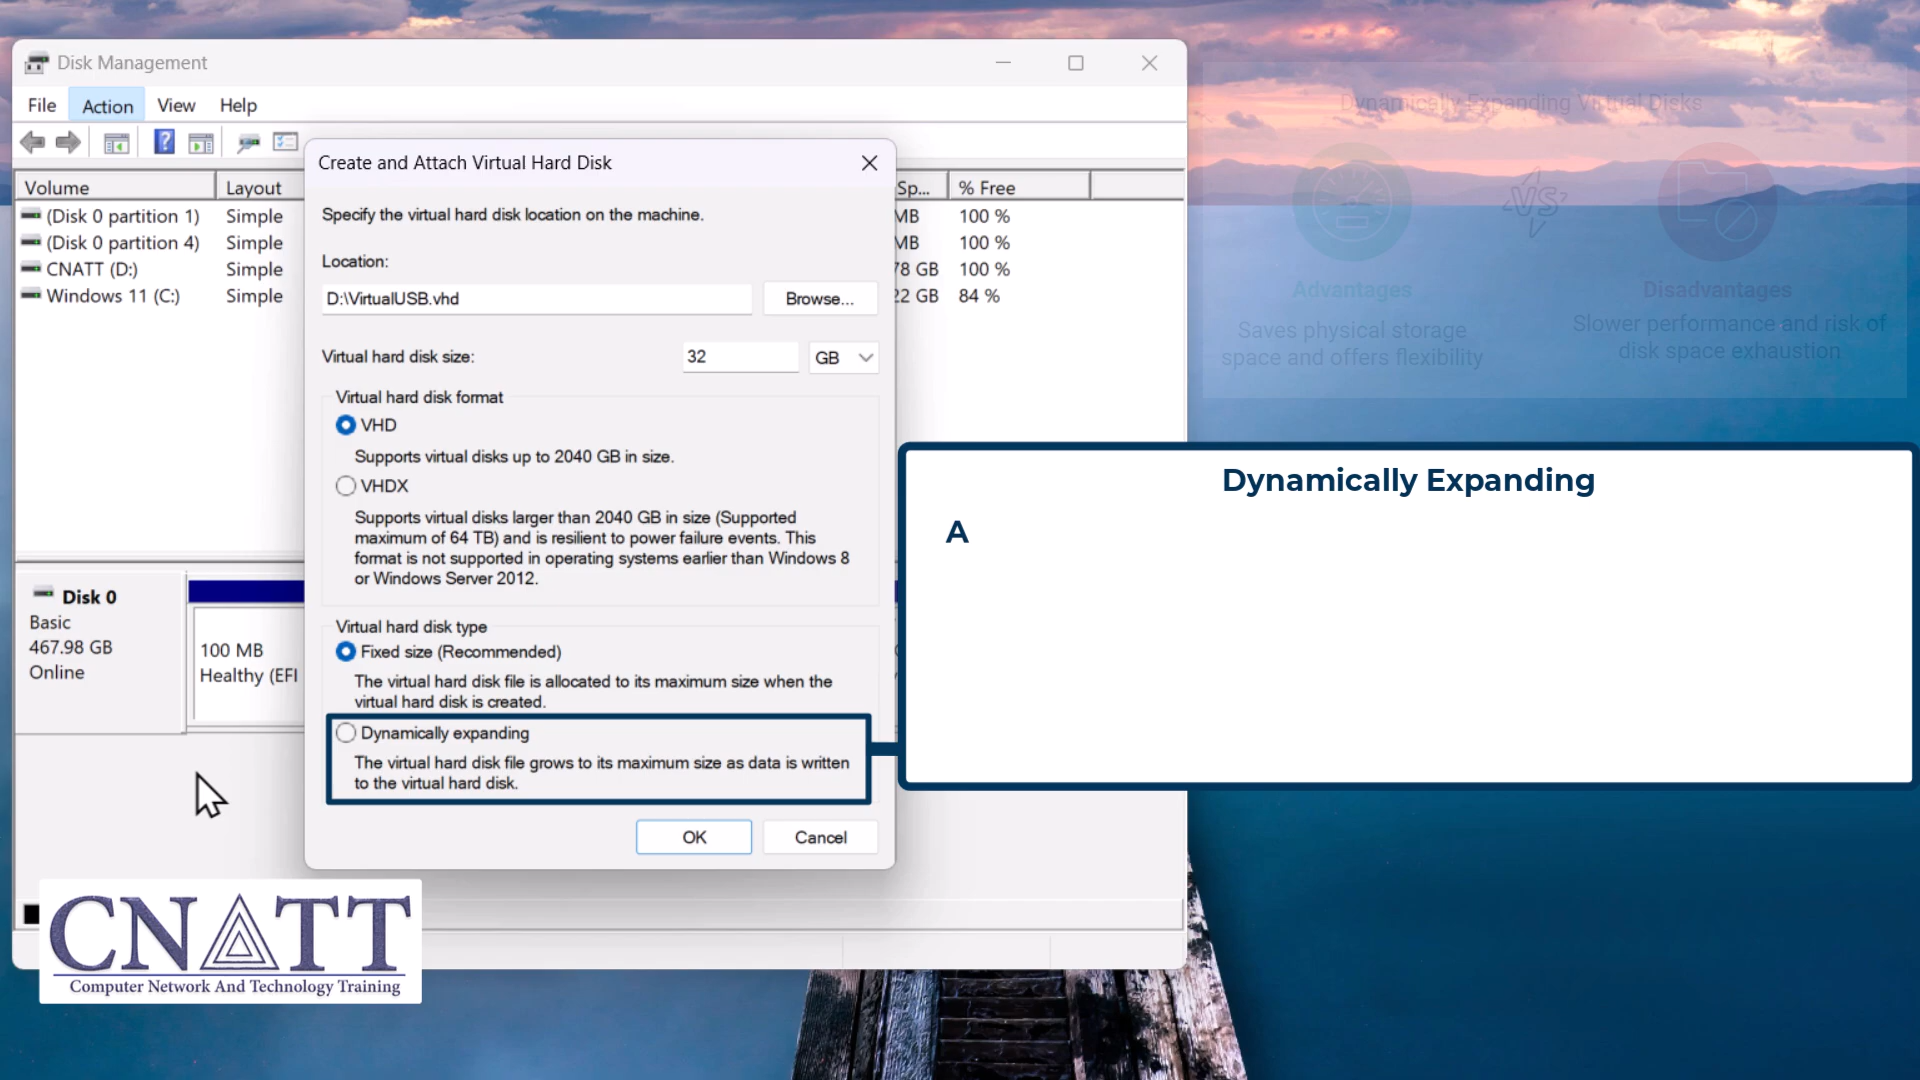 Disk Management
File Action View Help
Volume Layout Sp... % Free
(Disk 0 partition 1) Simple MB 100 %
(Disk 0 partition 4) Simple MB 100 %
CNATT (D:) Simple 78 GB 100 %
Windows 11 (C:) Simple 22 GB 84 %
Create and Attach Virtual Hard Disk
Specify the virtual hard disk location on the machine.
Location:
D:\VirtualUSB.vhd Browse...
Virtual hard disk size: 32 GB
Virtual hard disk format
VHD
Supports virtual disks up to 2040 GB in size.
VHDX
Supports virtual disks larger than 2040 GB in size (Supported
maximum of 64 TB) and is resilient to power failure events. This
format is not supported in operating systems earlier than Windows 8
or Windows Server 2012.
Virtual hard disk type
Fixed size (Recommended)
The virtual hard disk file is allocated to its maximum size when the
virtual hard disk is created.
Dynamically expanding
The virtual hard disk file grows to its maximum size as data is written
to the virtual hard disk.
OK Cancel
Disk 0
Basic
467.98 GB
Online
100 MB
Healthy (EFI
Dynamically Expanding Virtual Disks
VS
Advantages
Saves physical storage
space and offers flexibility
Disadvantages
Slower performance and risk of
disk space exhaustion
Dynamically Expanding
A
CNATT
Computer Network And Technology Training